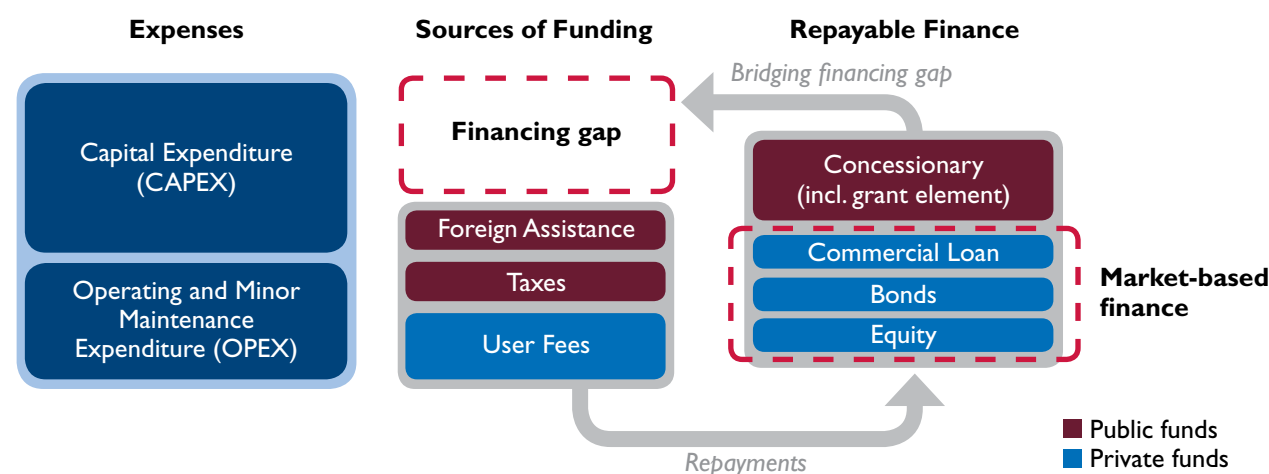 Expenses
Capital Expenditure
(CAPEX)
Operating and Minor
Maintenance
Expenditure (OPEX)
Sources of Funding
Financing gap
Foreign Assistance
Taxes
User Fees
Repayable Finance
Bridging financing gap
Concessionary
(incl. grant element)
Commercial Loan
Bonds
Equity
Market-based
finance
Repayments
Public funds
Private funds